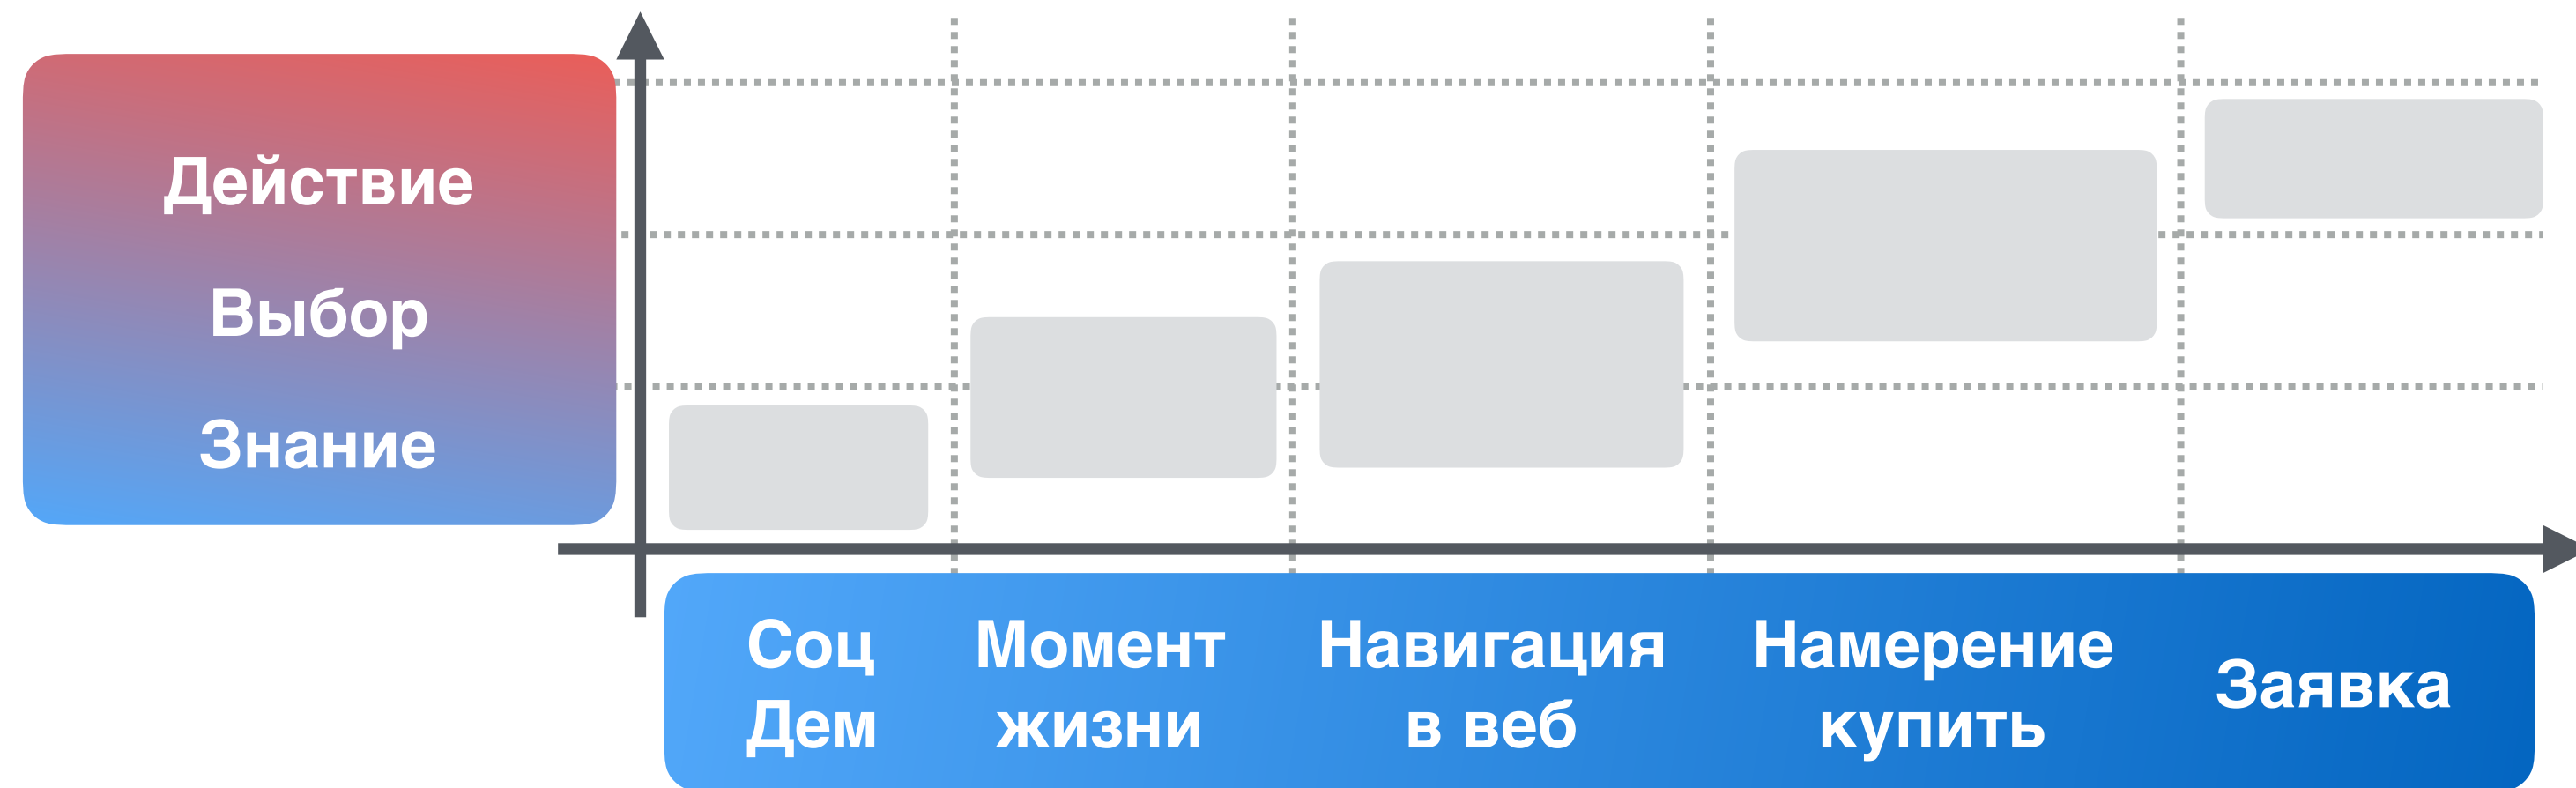 Действие
Выбор
Знание
Соц
Дем
Момент
жизни
Навигация
в веб
Намерение
купить
Заявка